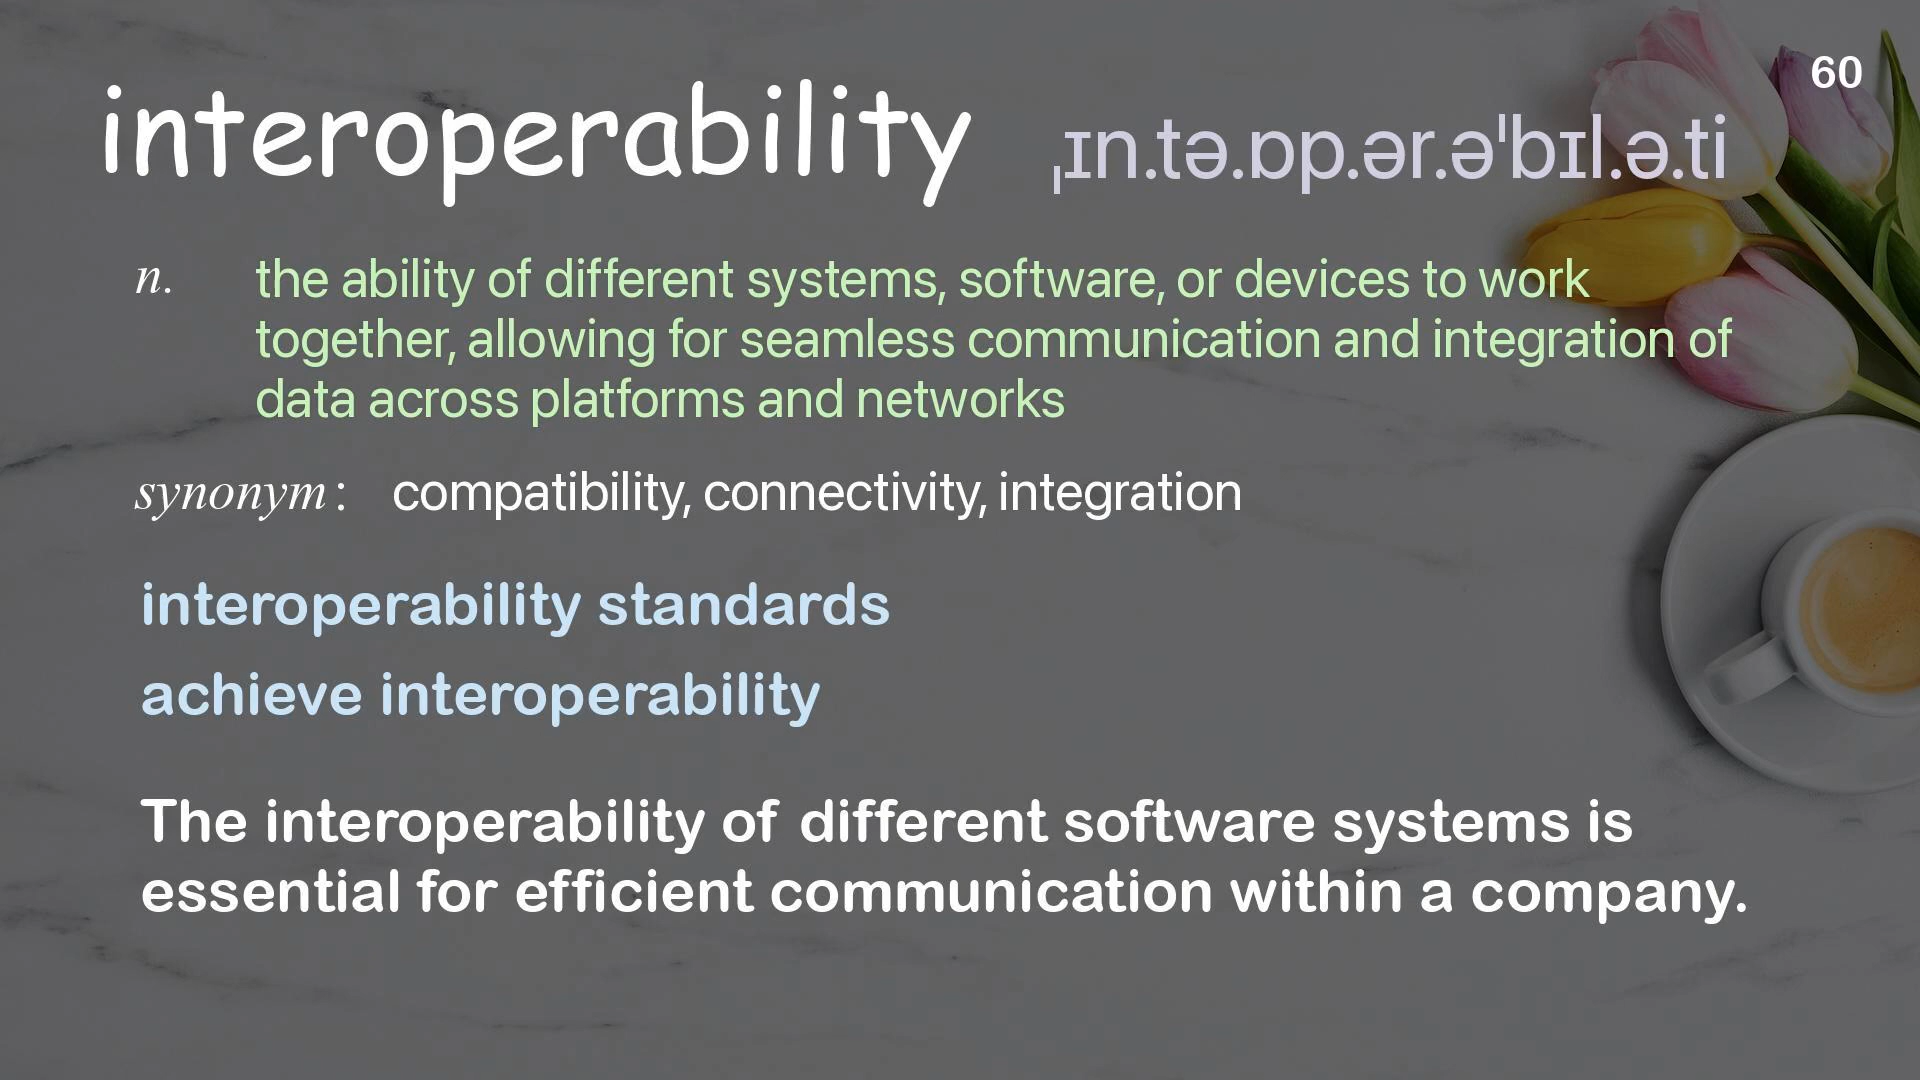 60
interoperability ˌɪn.tə.ɒp.ər.əˈbɪl.ə.ti
n. the ability of different systems, software, or devices to work
together, allowing for seamless communication and integration of
data across platforms and networks
synonym: compatibility, connectivity, integration
interoperability standards
achieve interoperability
The interoperability of different software systems is
essential for efficient communication within a company.